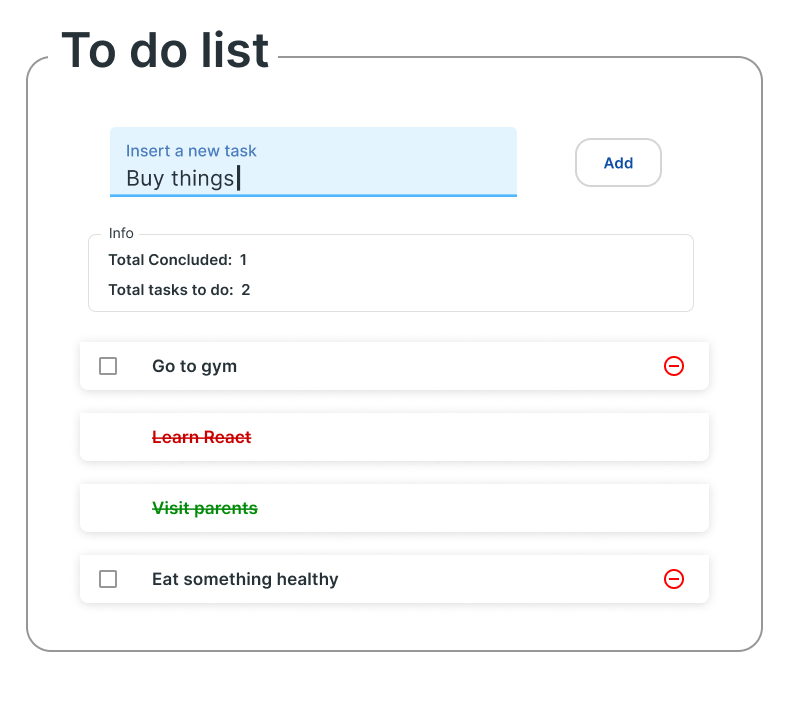 To do list
Insert a new task
Buy things
Add
Info
Total Concluded: 1
Total tasks to do: 2
Go to gym
Learn React
Visit parents
Eat something healthy